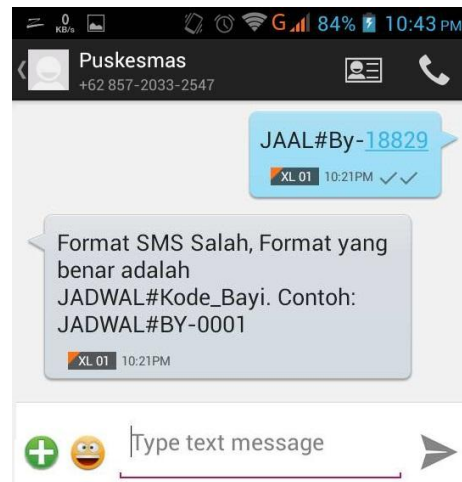 0
KB/s
G 84% 10:43 PM
Puskesmas
+62 857-2033-2547
JAAL#By-18829
XL 01 10:21PM
Format SMS Salah, Format yang
benar adalah
JADWAL#Kode_Bayi. Contoh:
JADWAL#BY-0001
XL 01 10:21PM
Type text message